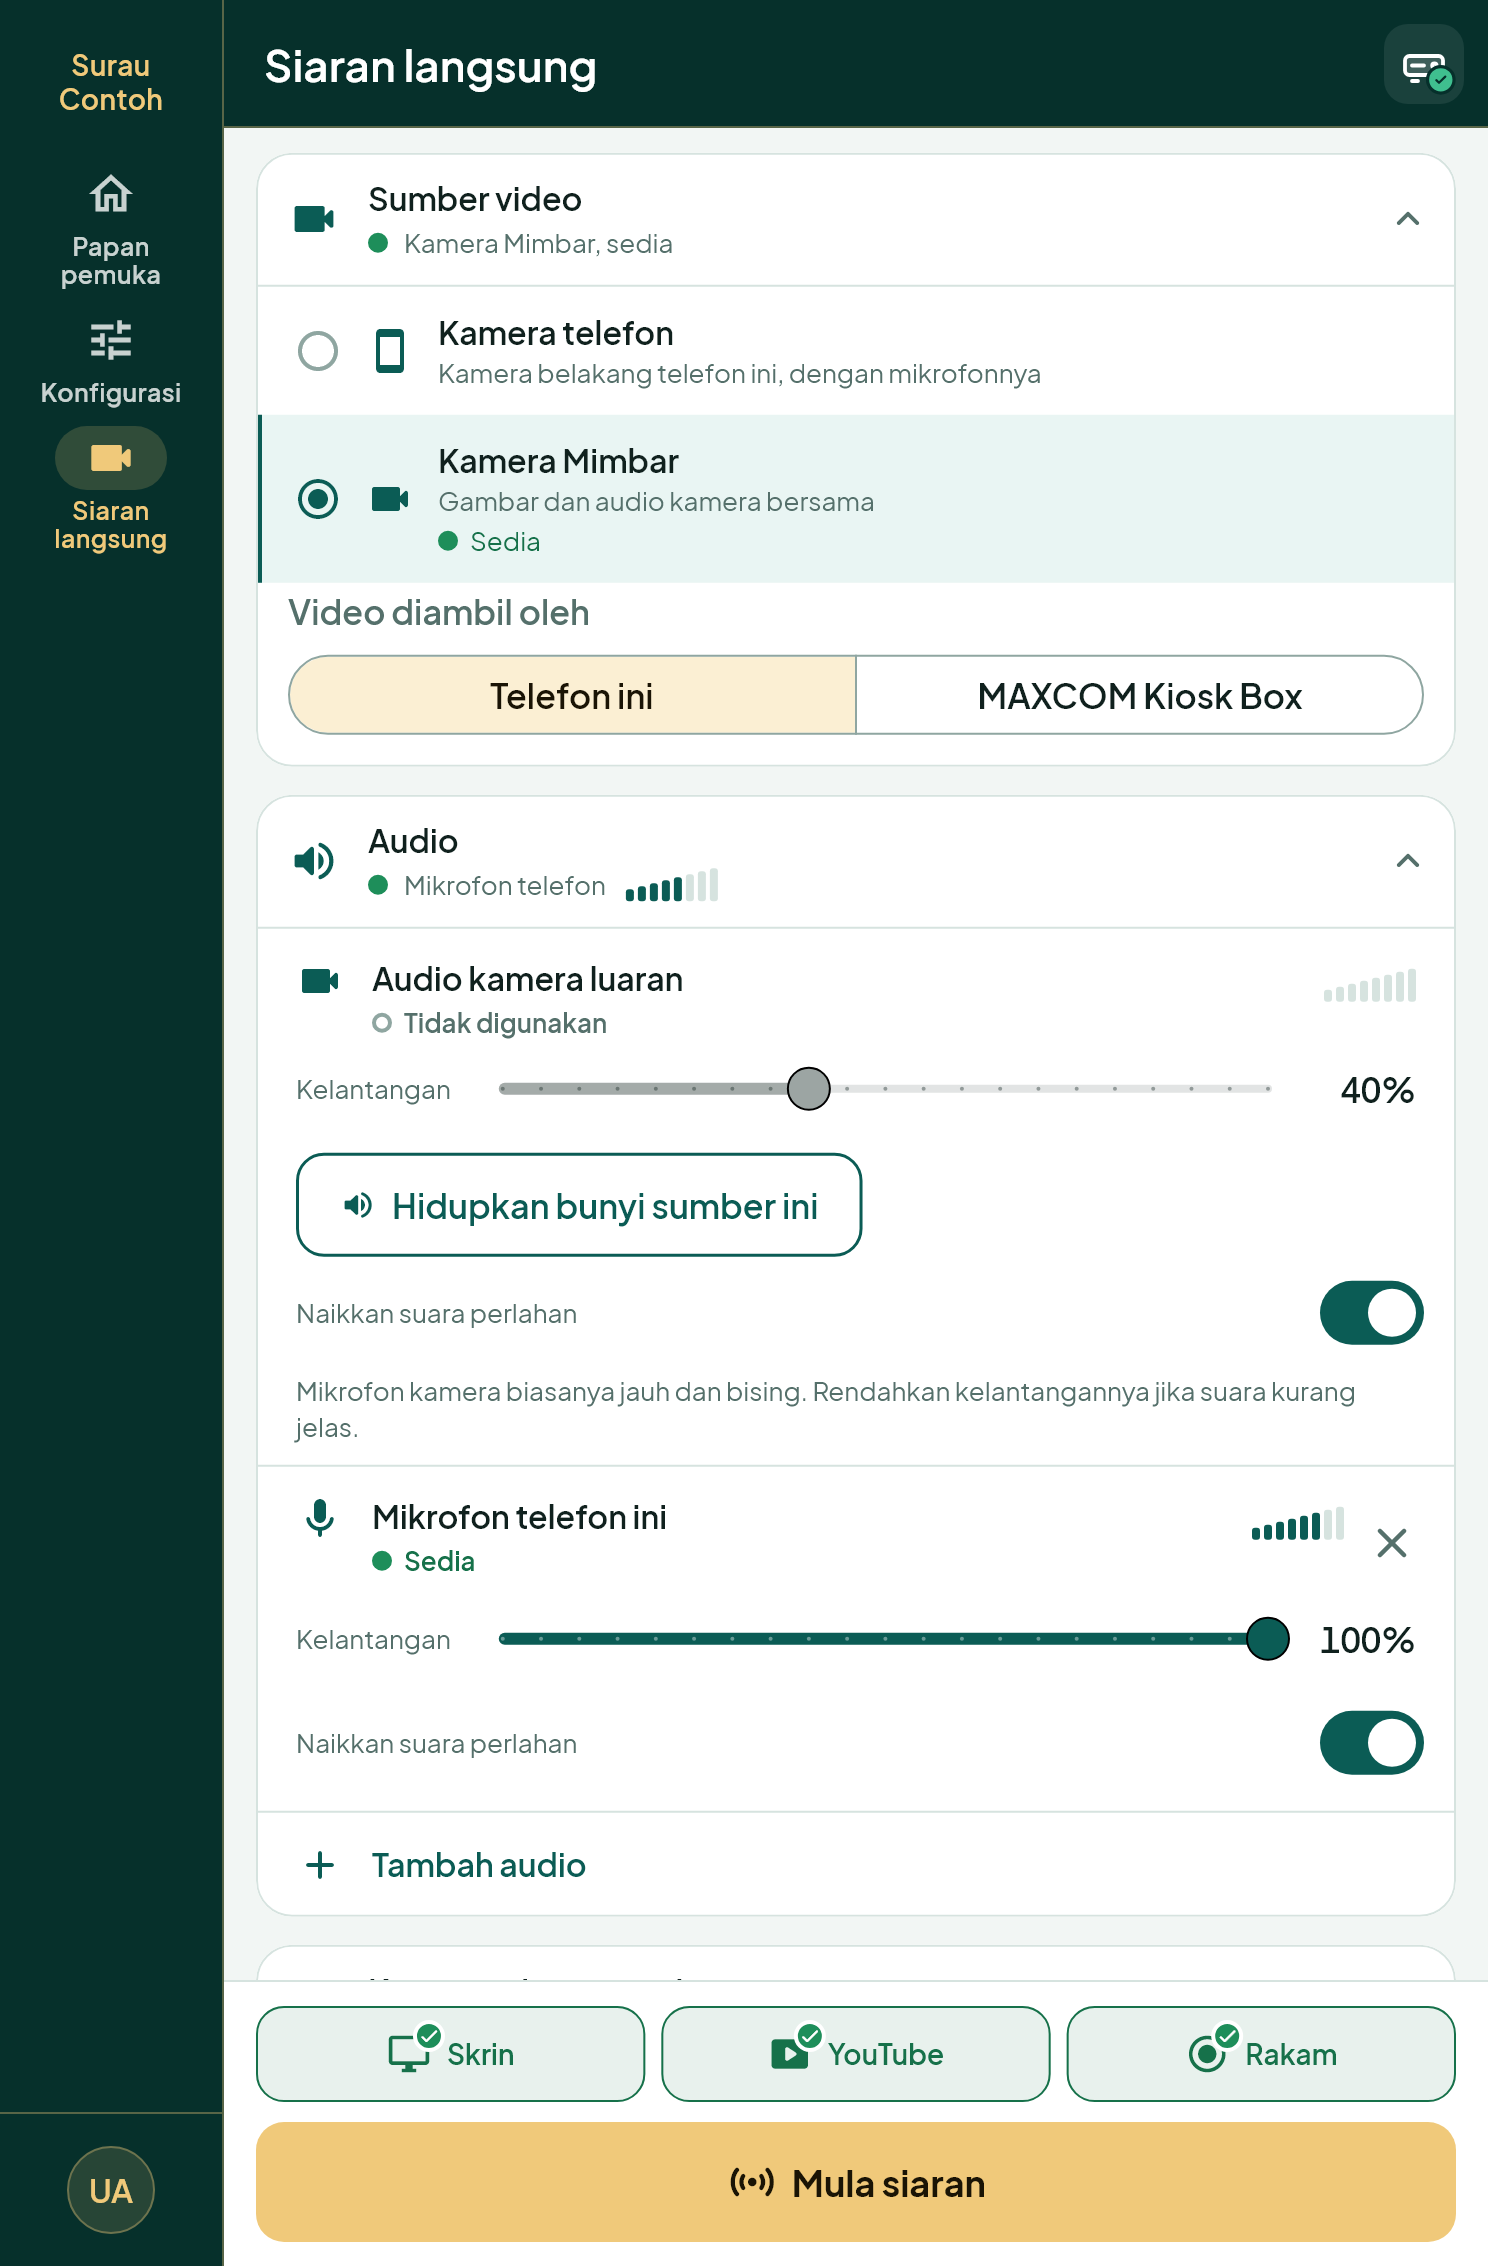 Surau
Contoh
Papan
pemuka
Konfigurasi
Siaran
langsung
UA
Siaran langsung
Sumber video
Kamera Mimbar, sedia
Kamera telefon
Kamera belakang telefon ini, dengan mikrofonnya
Kamera Mimbar
Gambar dan audio kamera bersama
Sedia
Video diambil oleh
Telefon ini
MAXCOM Kiosk Box
Audio
Mikrofon telefon
Audio kamera luaran
Tidak digunakan
Kelantangan
40%
Hidupkan bunyi sumber ini
Naikkan suara perlahan
Mikrofon kamera biasanya jauh dan bising. Rendahkan kelantangannya jika suara kurang
jelas.
Mikrofon telefon ini
Sedia
Kelantangan
100%
Naikkan suara perlahan
Tambah audio
Skrin
YouTube
Rakam
Mula siaran